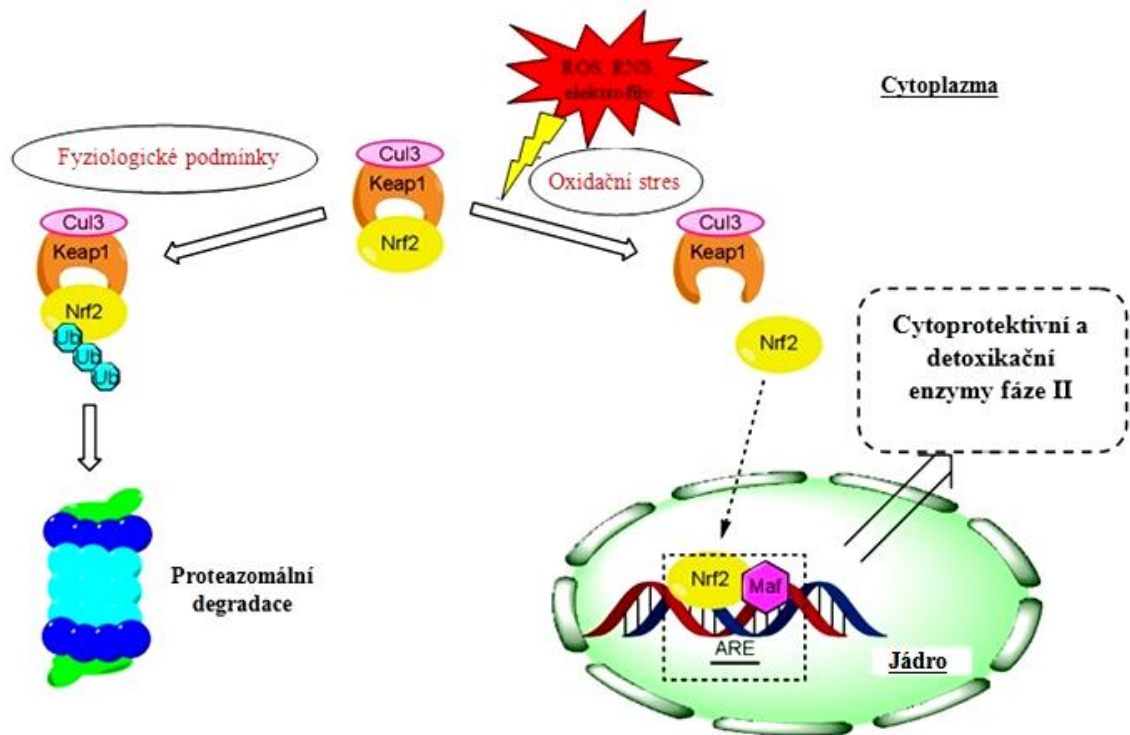 ROS, RNS,
elektrofily
Cytoplazma
Fyziologické podmínky
Cul3
Keap1
Nrf2
Oxidační stres
Cul3
Keap1
Nrf2
Ub
Ub
Ub
Cul3
Keap1
Nrf2
Cytoprotektivní a
detoxikační
enzymy fáze II
Proteazomální
degradace
Nrf2
Maf
ARE
Jádro